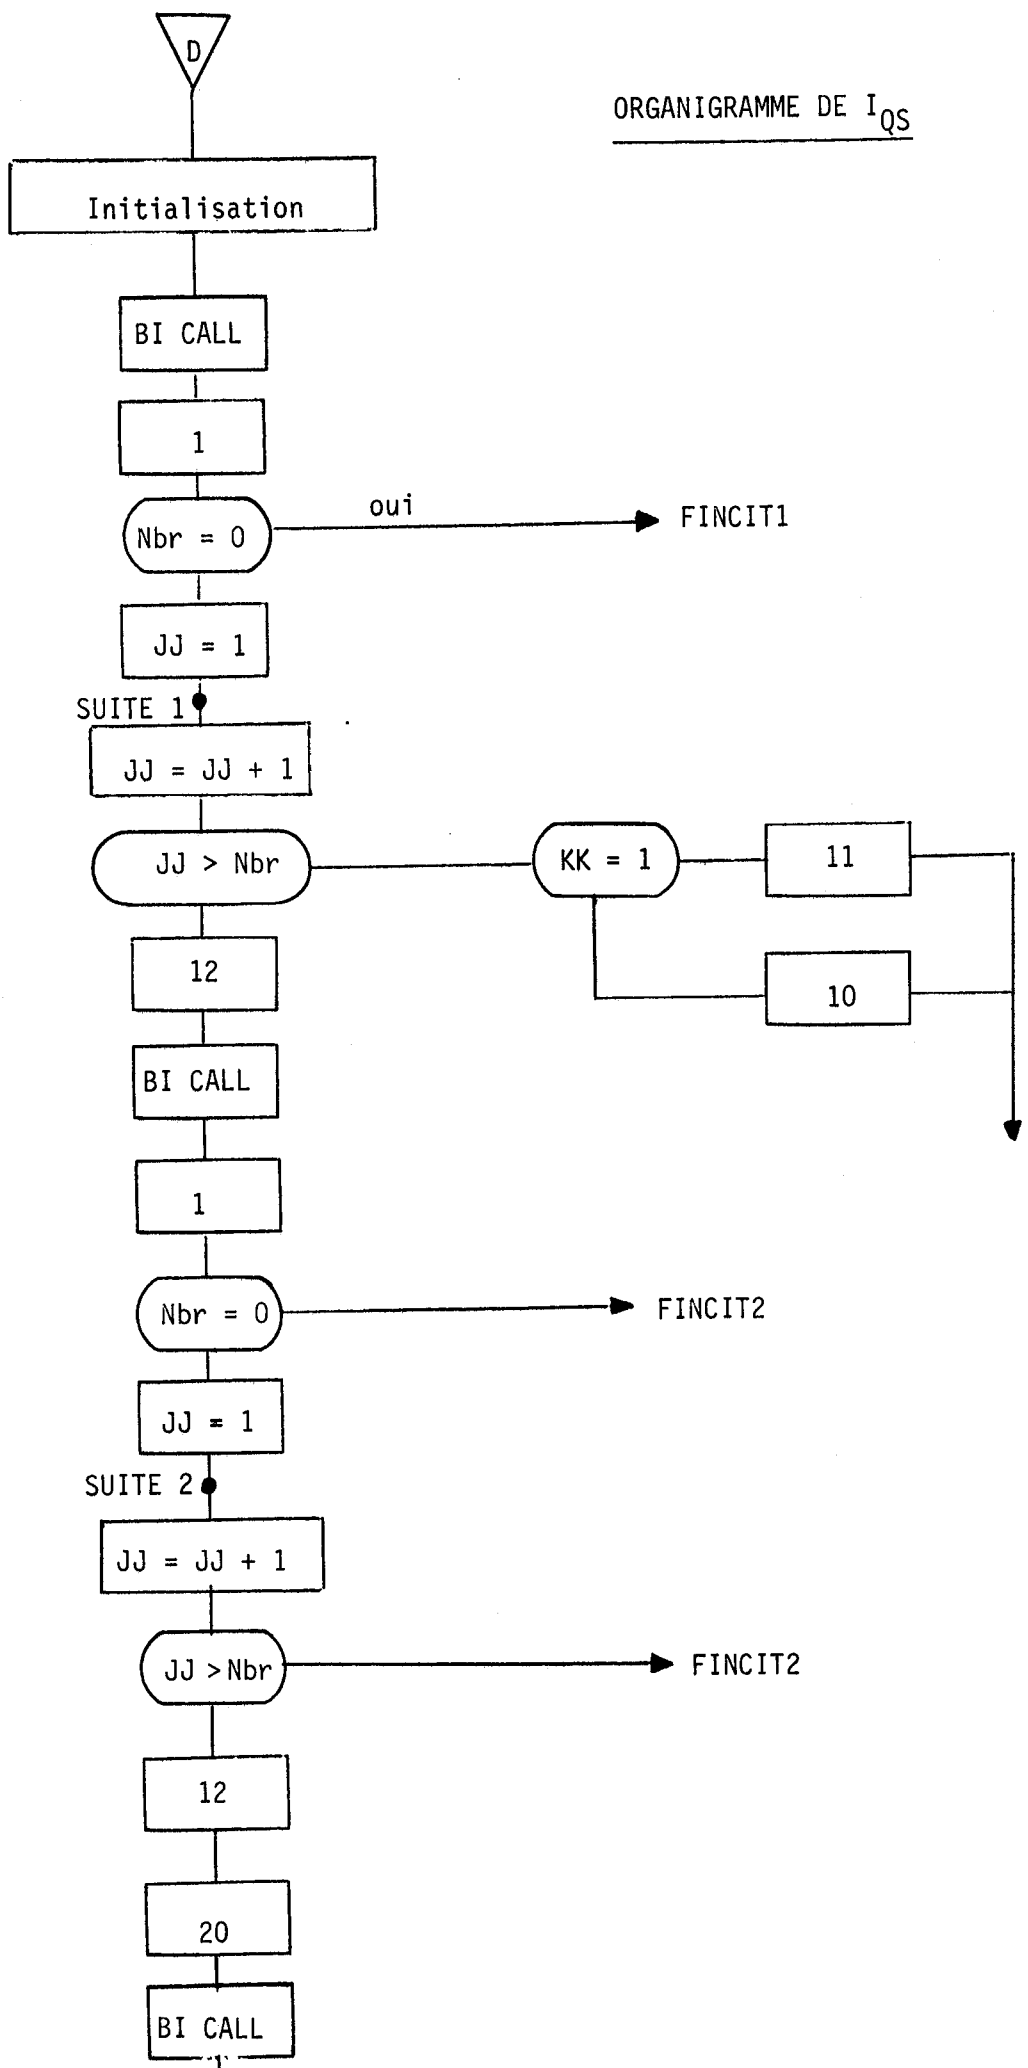 D
ORGANIGRAMME DE I QS
Initialisation
BI CALL
1
Nbr = 0
oui
FINCIT1
JJ = 1
SUITE 1
JJ = JJ + 1
JJ > Nbr
KK = 1
11
12
10
BI CALL
1
Nbr = 0
FINCIT2
JJ = 1
SUITE 2
JJ = JJ + 1
JJ > Nbr
FINCIT2
12
20
BI CALL